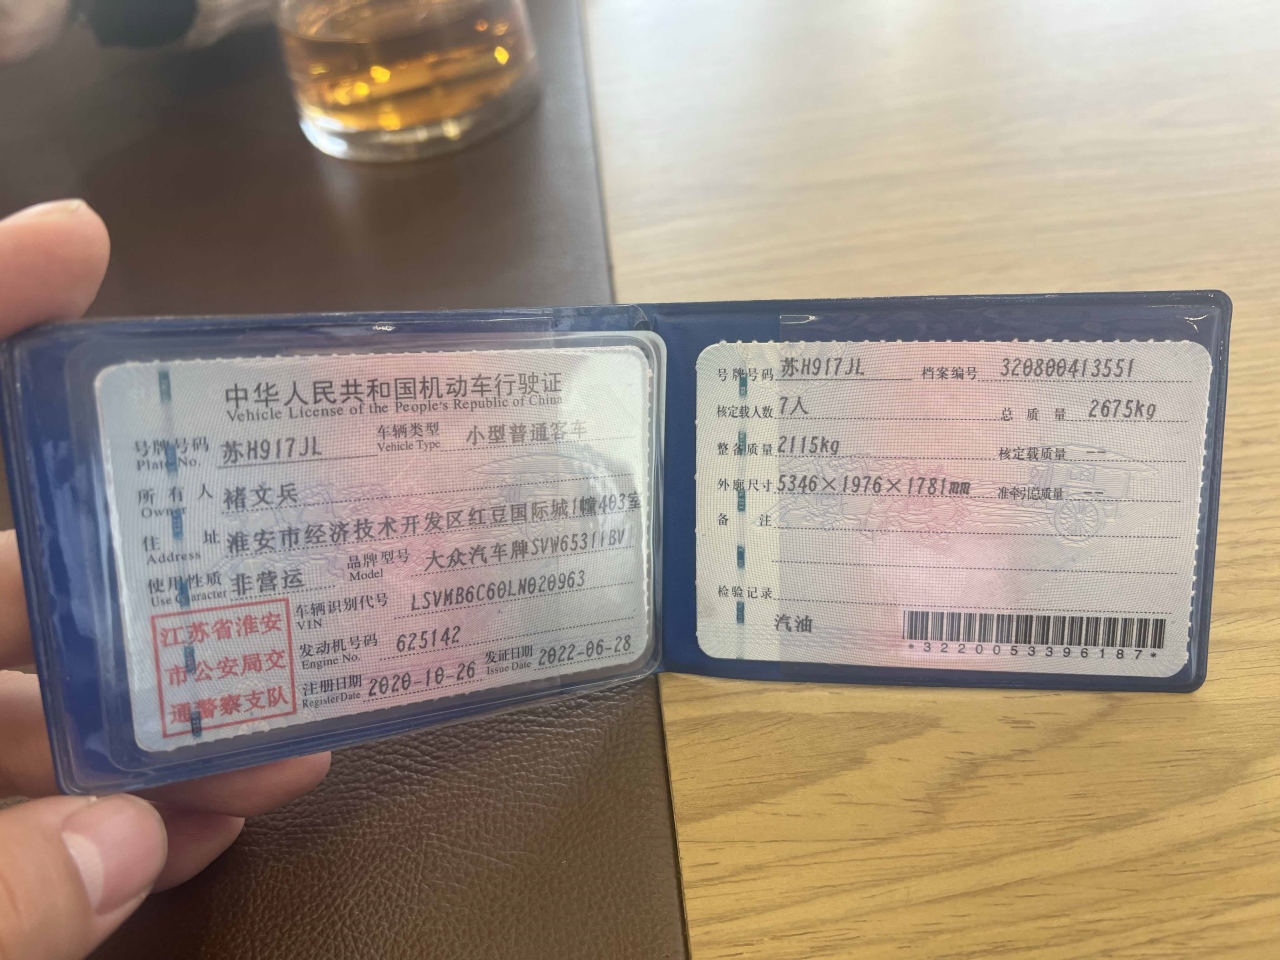 中华人民共和国机动车行驶证
Vehicle License of the People's Republic of China
号牌号码 苏H917JL 车辆类型 小型普通客车
Plate No. Vehicle Type
所有人 褚文兵
Owner
住址 淮安市经济技术开发区红豆国际城1幢403室
Address
使用性质 非营运 品牌型号 大众汽车牌SVW65311BV
Use Character Model
车辆识别代号 LSVMB6C60LN020963
VIN
发动机号码 625142
Engine No.
注册日期 2020-10-26 发证日期 2022-06-28
Register Date Issue Date
江苏省淮安
市公安局交
通警察支队
号牌号码 苏H917JL 档案编号 320800413551
核定载人数 7人 总质量 2675kg
整备质量 2115kg 核定载质量 --
外廓尺寸 5346×1976×1781mm 准牵引总质量 --
备注
检验记录
汽油
*3220053396187*